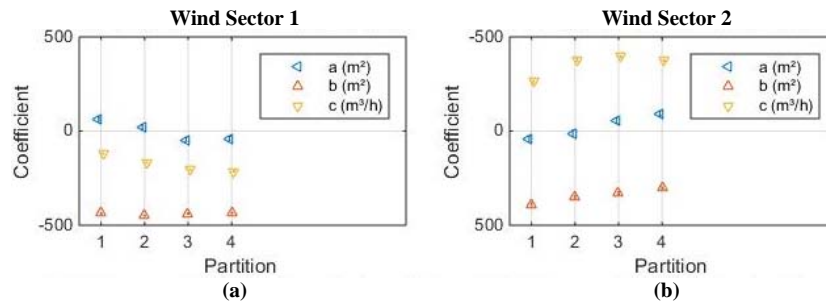 Wind Sector 1
500
0
-500
Coefficient
a (m²)
b (m²)
c (m³/h)
1 2 3 4
Partition
(a)
Wind Sector 2
-500
0
500
Coefficient
a (m²)
b (m²)
c (m³/h)
1 2 3 4
Partition
(b)